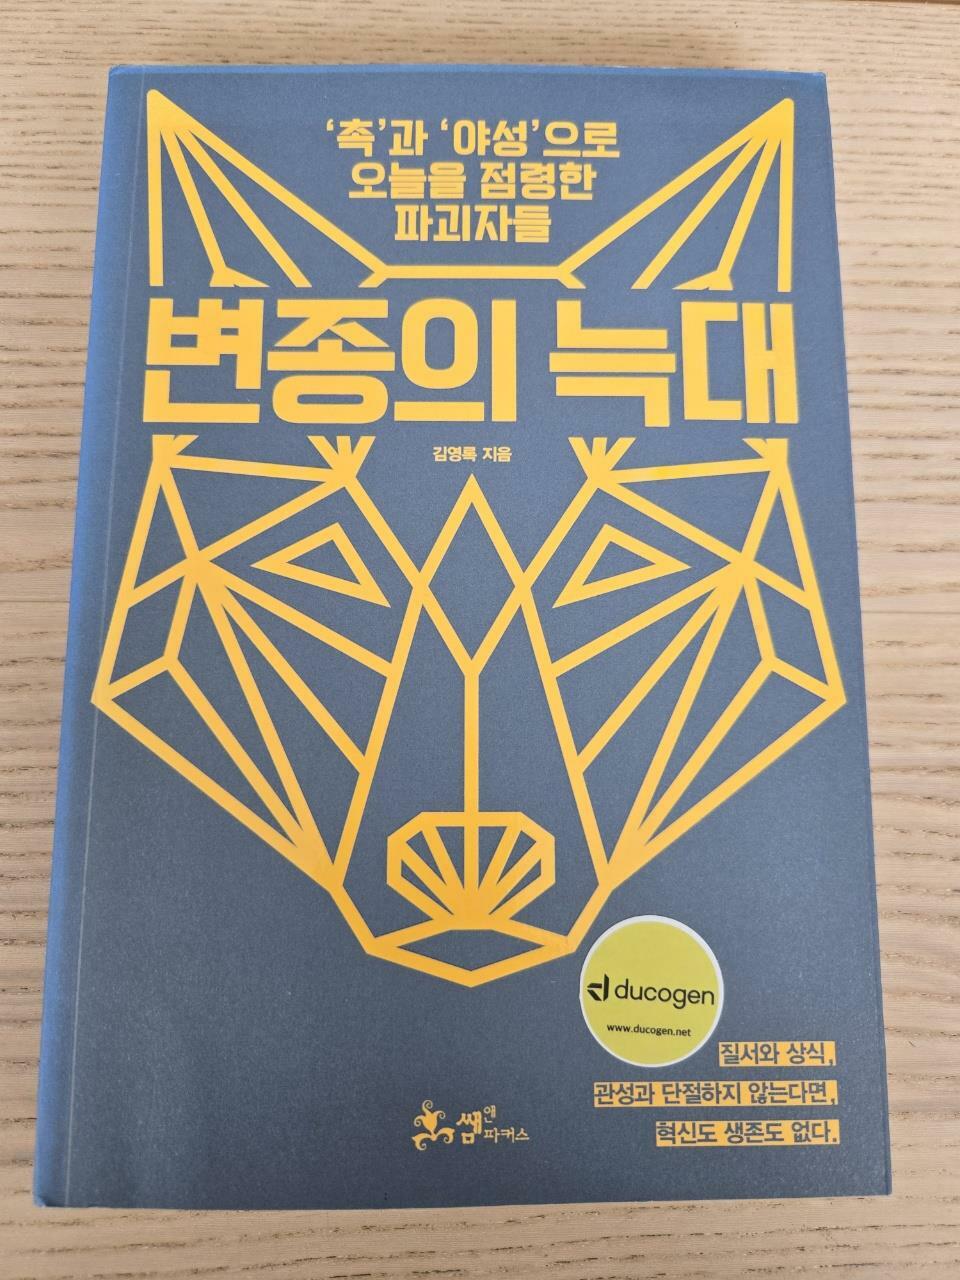 ‘촉’과 ‘야성’으로
오늘을 점령한
파괴자들
변종의 늑대
김영록 지음
ducogen
www.ducogen.net
질서와 상식,
관성과 단절하지 않는다면,
혁신도 생존도 없다.
쌤앤파커스